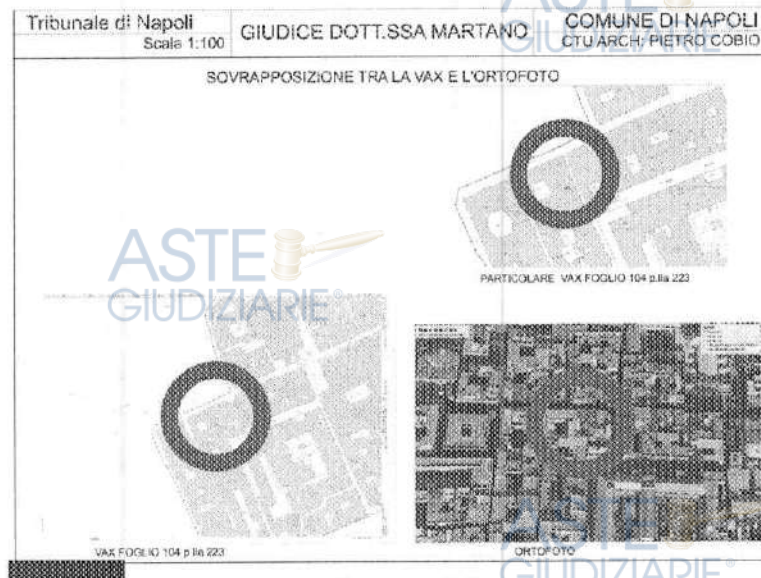 Tribunale di Napoli
Scala 1:100
GIUDICE DOTT.SSA MARTANO
COMUNE DI NAPOLI
CTU ARCH: PIETRO COBIO
SOVRAPPOSIZIONE TRA LA VAX E L'ORTOFOTO
PARTICOLARE VAX FOGLIO 104 p.lla 223
ASTE
GIUDIZIARIE®
VAX FOGLIO 104 p lla 223
ORTOFOTO
ASTE
GIUDIZIARIE®
GIUDIZIARIE